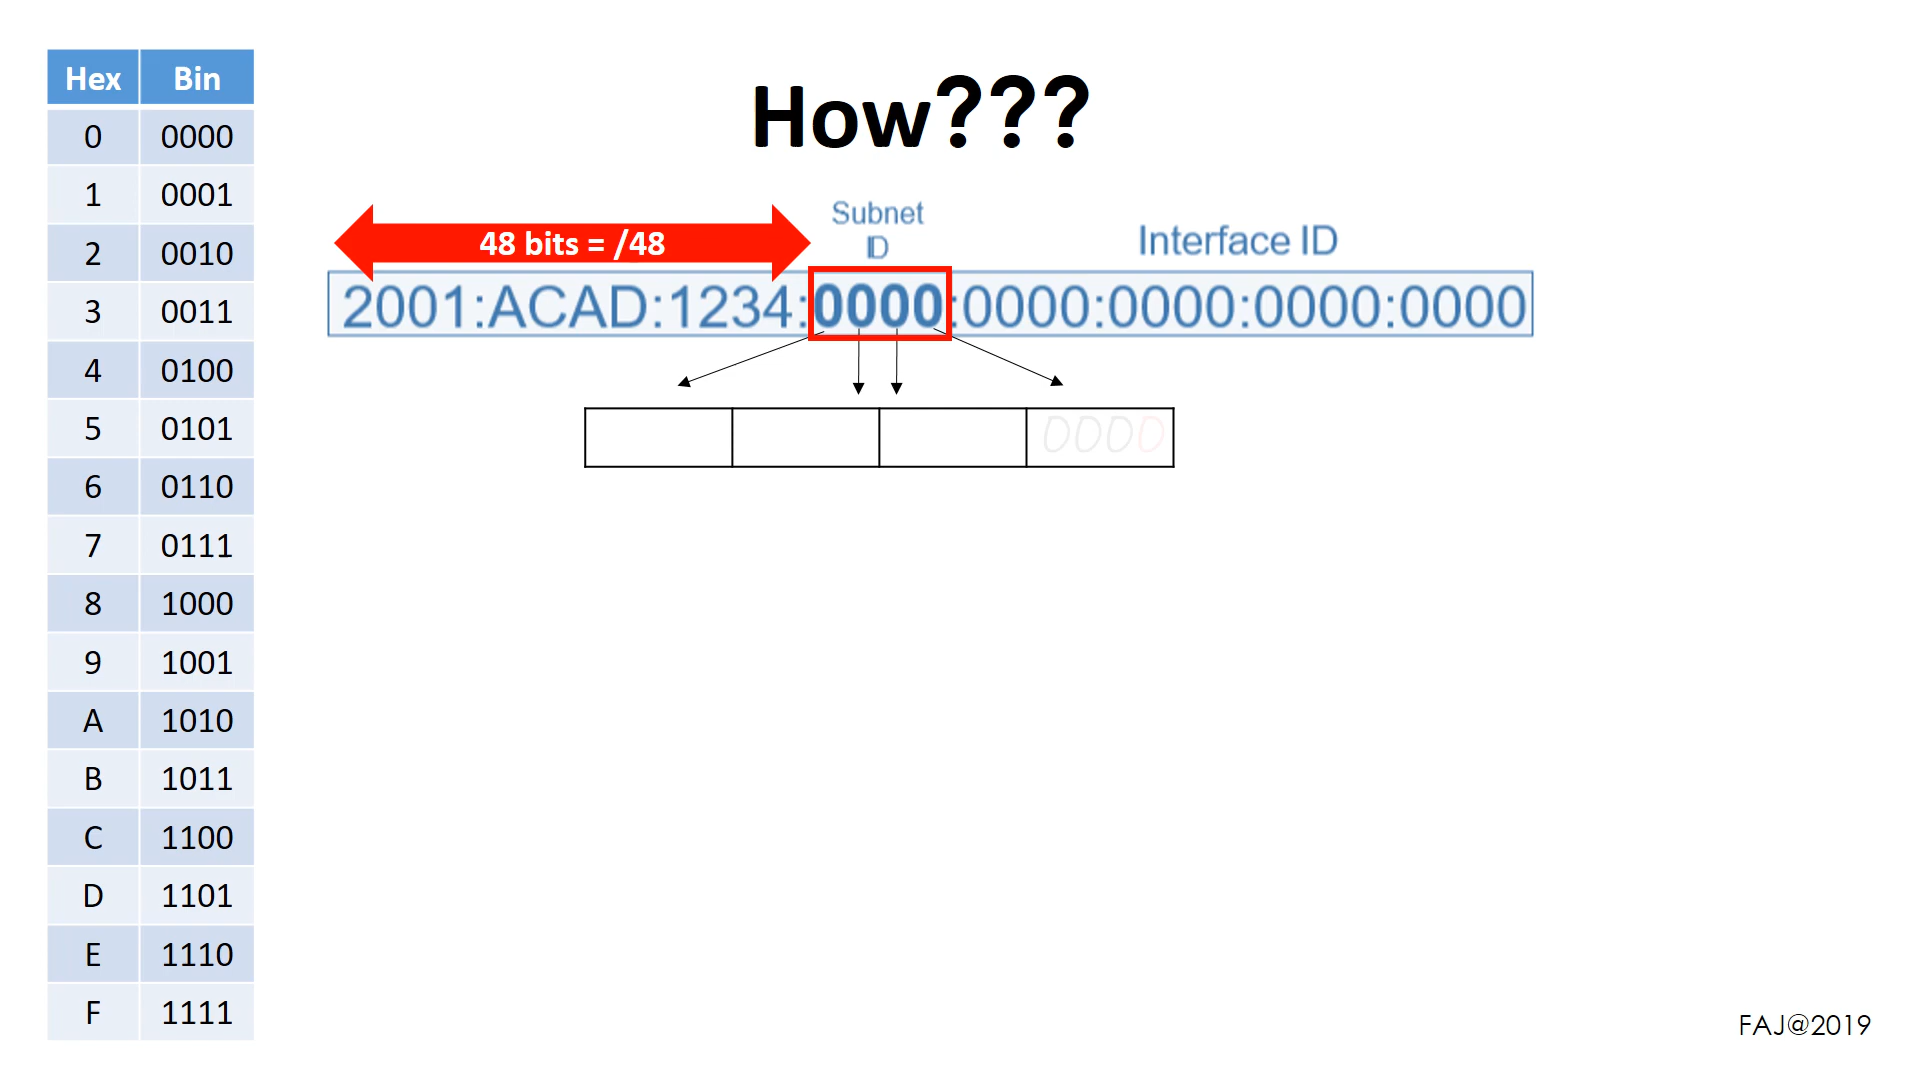 How???
Hex Bin
0 0000
1 0001
2 0010
3 0011
4 0100
5 0101
6 0110
7 0111
8 1000
9 1001
A 1010
B 1011
C 1100
D 1101
E 1110
F 1111
48 bits = /48
Subnet
ID
Interface ID
2001:ACAD:1234:0000:0000:0000:0000:0000
0000
FAJ@2019